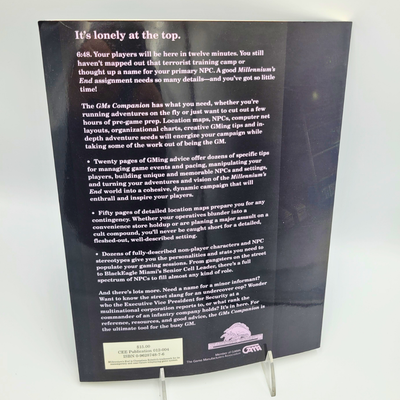 It's lonely at the top.
6:48. Your players will be here in twelve minutes. You still
haven't mapped out that terrorist training camp or
thought up a name for your primary NPC. A good Millennium's
End assignment needs so many details—and you've got so little
time!
The GMs Companion has what you need, whether you're
running adventures on the fly or just want to cut out a few
hours of pre-game prep. Location maps, NPCs, computer net
layouts, organizational charts, creative GMing tips and in-
depth adventure seeds will energize your campaign while
taking some of the work out of being the GM.
• Twenty pages of GMing advice offer dozens of specific tips
for managing game events and pacing, manipulating your
players, building unique and memorable NPCs and settings,
and turning your adventures and vision of the Millennium's
End world into a cohesive, dynamic campaign that will
enthrall and inspire your players.
• Fifty pages of detailed location maps prepare you for any
contingency. Whether your operatives blunder into a
convenience store holdup or are planing a major assault on a
cult compound, you'll never be caught short for a detailed,
fleshed-out, well-described setting.
• Dozens of fully-described non-player characters and NPC
stereotypes give you the personalities and stats you need to
populate your gaming sessions. From gangsters on the street
to BlackEagle Miami's Senior Cell Leader, there's a full
spectrum of NPCs to fill almost any kind of role.
And there's lots more. Need a name for a minor informant?
Want to know the street slang for an undercover cop? Wonder
who the Executive Vice President for Security at a
multinational corporation reports to, or what rank the
commander of an infantry company holds? It's in here. For
reference, resources, and good advice, the GMs Companion is
the ultimate tool for the busy GM.